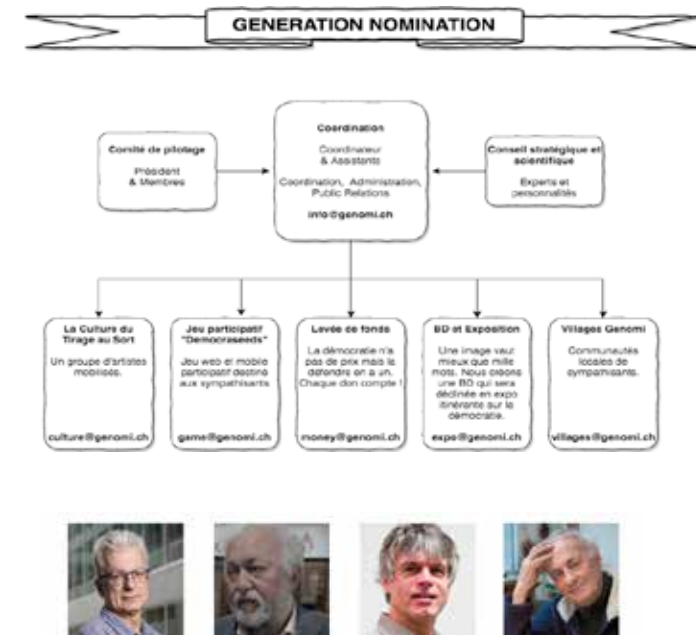 GENERATION NOMINATION
Coordination
Coordinateur
& Assistants
Coordination, Administration,
Public Relations
info@genomi.ch
Comité de pilotage
Président
& Membres
Conseil stratégique et
scientifique
Experts et
personnalités
La Culture du
Tirage au Sort
Un groupe d'artistes
mobilisés.
culture@genomi.ch
Jeu participatif
"Democraseeds"
Jeu web et mobile
participatif destiné
aux sympathisants
game@genomi.ch
Levée de fonds
La démocratie n'a
pas de prix mais la
défendre en a un.
Chaque don compte !
money@genomi.ch
BD et Exposition
Une image vaut
mieux que mille
mots. Nous créons
une BD qui sera
déclinée en expo
itinérante sur la
démocratie.
expo@genomi.ch
Villages Genomi
Communautés
locales de
sympathisants.
villages@genomi.ch